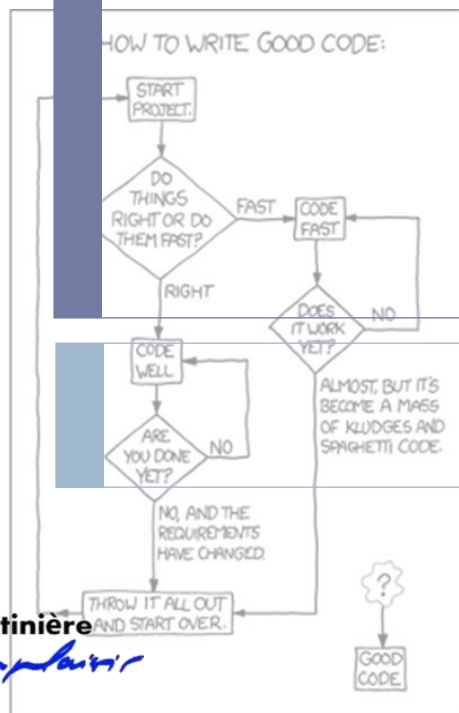 HOW TO WRITE GOOD CODE:
START
PROJECT.
DO
THINGS
RIGHT OR DO
THEM FAST?
FAST
CODE
FAST
RIGHT
DOES
IT WORK
YET?
NO
CODE
WELL
ALMOST, BUT IT'S
BECOME A MASS
OF KLUDGES AND
SPAGHETTI CODE.
ARE
YOU DONE
YET?
NO
NO, AND THE
REQUIREMENTS
HAVE CHANGED.
THROW IT ALL OUT
AND START OVER.
?
GOOD
CODE
tinière